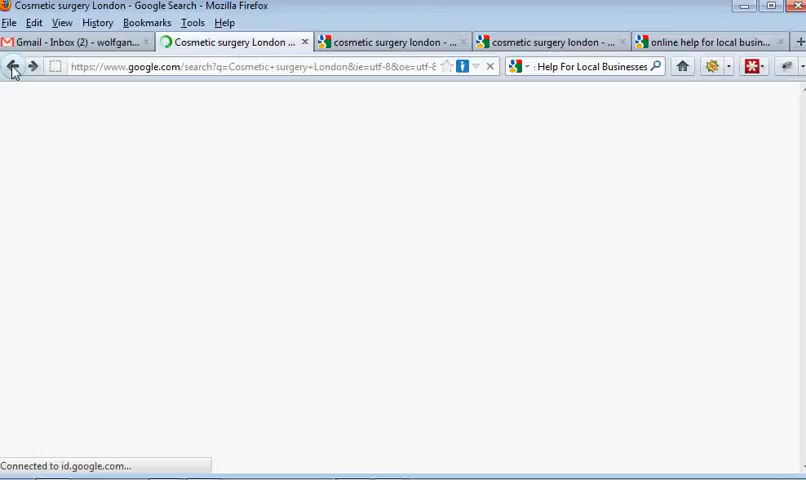 Cosmetic surgery London - Google Search - Mozilla Firefox
File Edit View History Bookmarks Tools Help
Gmail - Inbox (2) - wolfgan... Cosmetic surgery London ... cosmetic surgery london - ... cosmetic surgery london - ... online help for local busin...
https://www.google.com/search?q=Cosmetic+surgery+London&ie=utf-8&oe=utf-8 Help For Local Businesses
Connected to id.google.com...